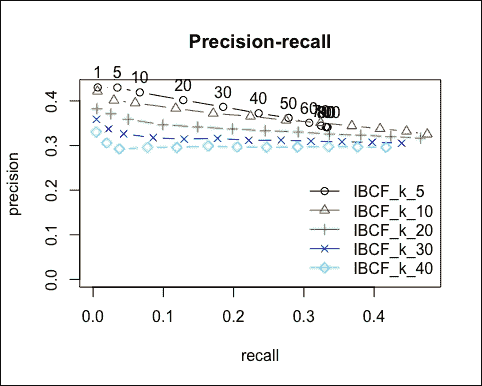 Precision-recall
1 5 10 20 30 40 50 60
0.4
0.3
0.2
0.1
0.0
precision
IBCF_k_5
IBCF_k_10
IBCF_k_20
IBCF_k_30
IBCF_k_40
0.0 0.1 0.2 0.3 0.4
recall